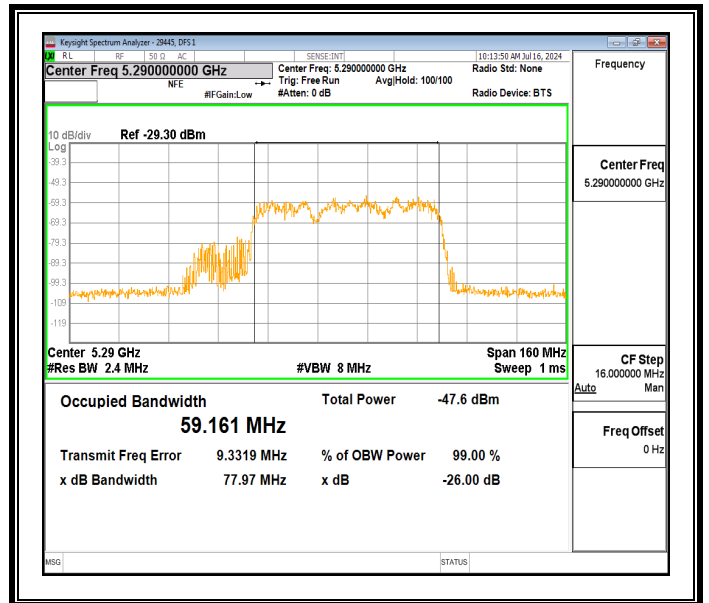 Keysight Spectrum Analyzer - 29445, DFS 1
RL RF 50 Ω AC SENSE:INT 10:13:50 AM Jul 16, 2024
Center Freq 5.290000000 GHz
NFE
#IFGain:Low
Center Freq: 5.290000000 GHz
Trig: Free Run Avg|Hold: 100/100
#Atten: 0 dB
Radio Std: None
Radio Device: BTS
10 dB/div Ref -29.30 dBm
Log
-39.3
-49.3
-59.3
-69.3
-79.3
-89.3
-99.3
-109
-119
Center 5.29 GHz Span 160 MHz
#Res BW 2.4 MHz #VBW 8 MHz Sweep 1 ms
Occupied Bandwidth Total Power -47.6 dBm
59.161 MHz
Transmit Freq Error 9.3319 MHz % of OBW Power 99.00 %
x dB Bandwidth 77.97 MHz x dB -26.00 dB
MSG STATUS
Frequency
Center Freq
5.290000000 GHz
CF Step
16.000000 MHz
Auto Man
Freq Offset
0 Hz